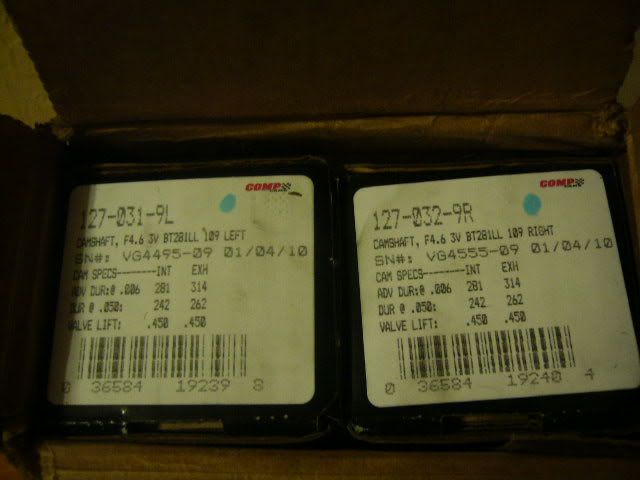 COMP
127-031-9L
CAMSHAFT, F4.6 3V BT281LL 109 LEFT
SN#: VG4495-09 01/04/10
CAM SPECS--------INT EXH
ADV DUR:@ .006 281 314
DUR @ .050: 242 262
VALVE LIFT: .450 .450
0 36584 19239 8
COMP
127-032-9R
CAMSHAFT, F4.6 3V BT281LL 109 RIGHT
SN#: VG4555-09 01/04/10
CAM SPECS--------INT EXH
ADV DUR:@ .006 281 314
DUR @ .050: 242 262
VALVE LIFT: .450 .450
0 36584 19240 4